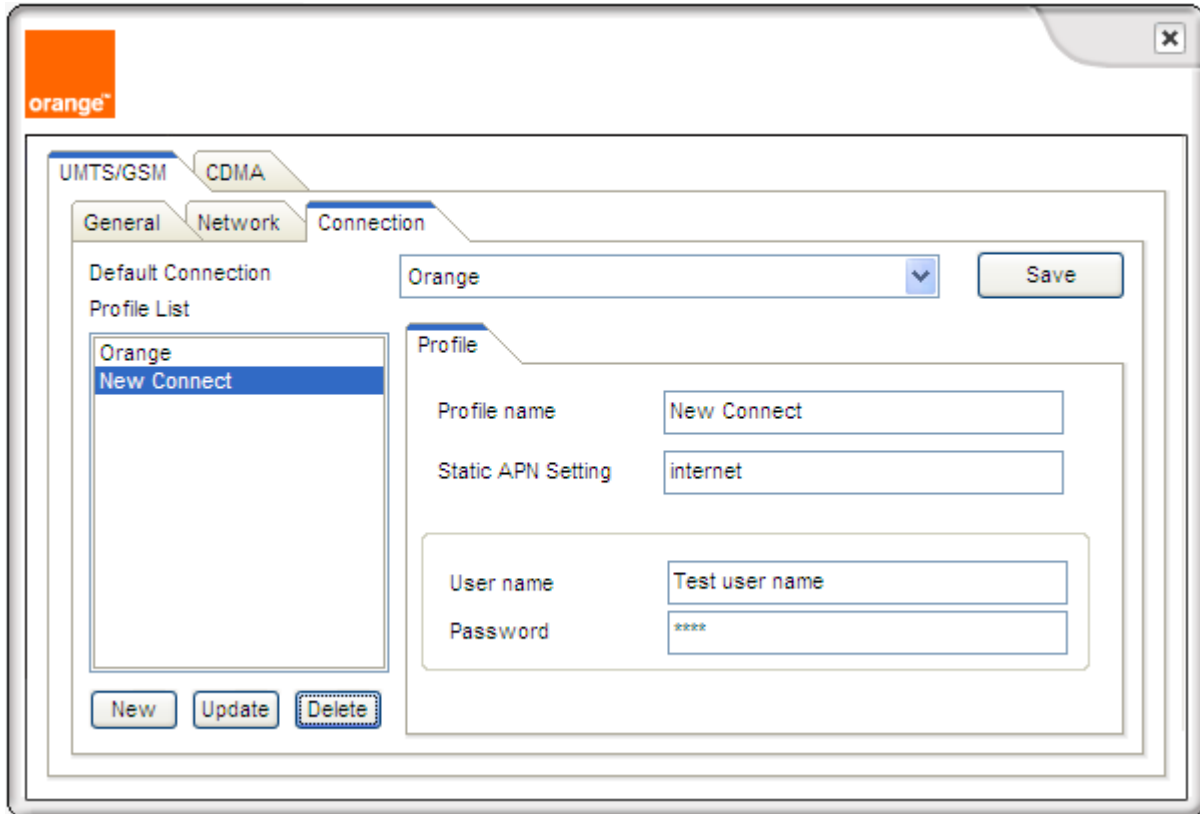 orange™
UMTS/GSM CDMA
General Network Connection
Default Connection Orange Save
Profile List
Orange
New Connect
Profile
Profile name New Connect
Static APN Setting internet
User name Test user name
Password ****
New Update Delete